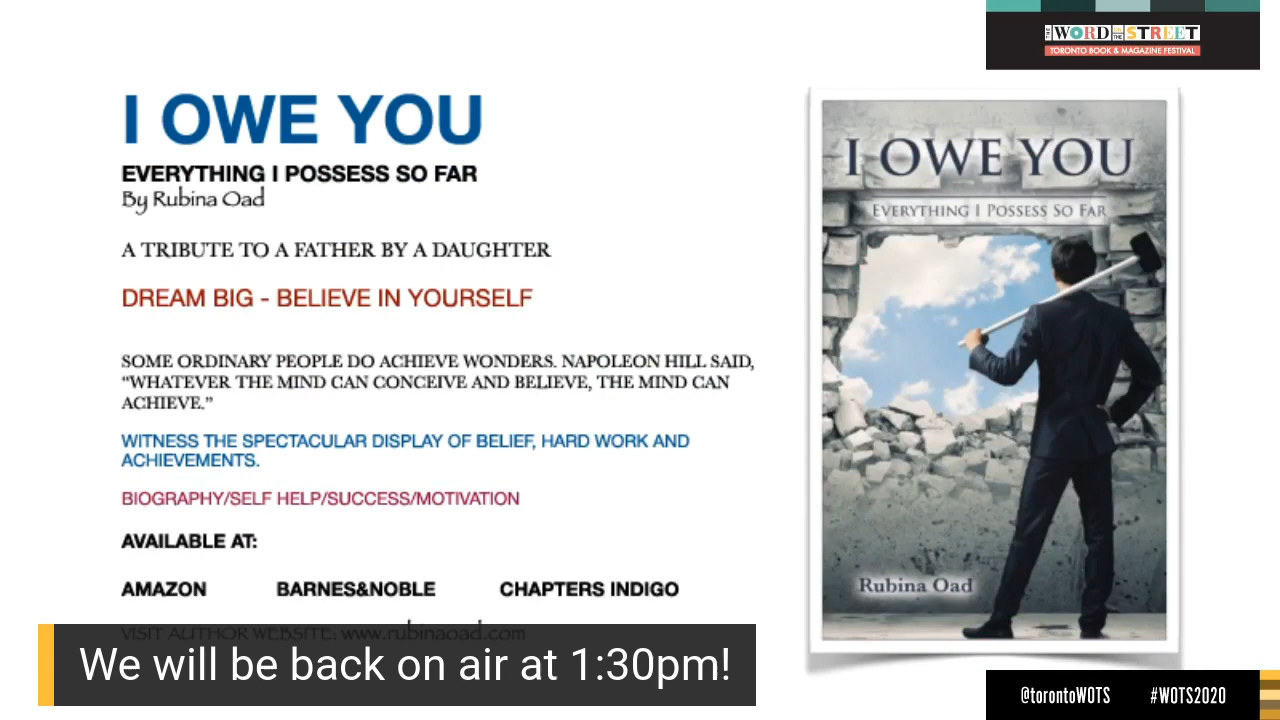 THE WORD ON THE STREET
TORONTO BOOK & MAGAZINE FESTIVAL
I OWE YOU
EVERYTHING I POSSESS SO FAR
By Rubina Oad
A TRIBUTE TO A FATHER BY A DAUGHTER
DREAM BIG - BELIEVE IN YOURSELF
SOME ORDINARY PEOPLE DO ACHIEVE WONDERS. NAPOLEON HILL SAID,
“WHATEVER THE MIND CAN CONCEIVE AND BELIEVE, THE MIND CAN
ACHIEVE.”
WITNESS THE SPECTACULAR DISPLAY OF BELIEF, HARD WORK AND
ACHIEVEMENTS.
BIOGRAPHY/SELF HELP/SUCCESS/MOTIVATION
AVAILABLE AT:
AMAZON BARNES&NOBLE CHAPTERS INDIGO
VISIT AUTHOR WEBSITE: www.rubinaoad.com
We will be back on air at 1:30pm!
I OWE YOU
EVERYTHING I POSSESS SO FAR
Rubina Oad
@torontoWOTS #WOTS2020